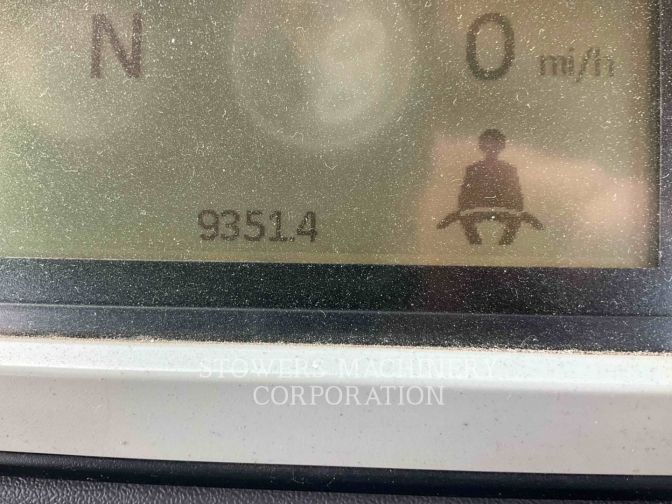 N 0 mi/h
9351.4
STOWERS MACHINERY
CORPORATION